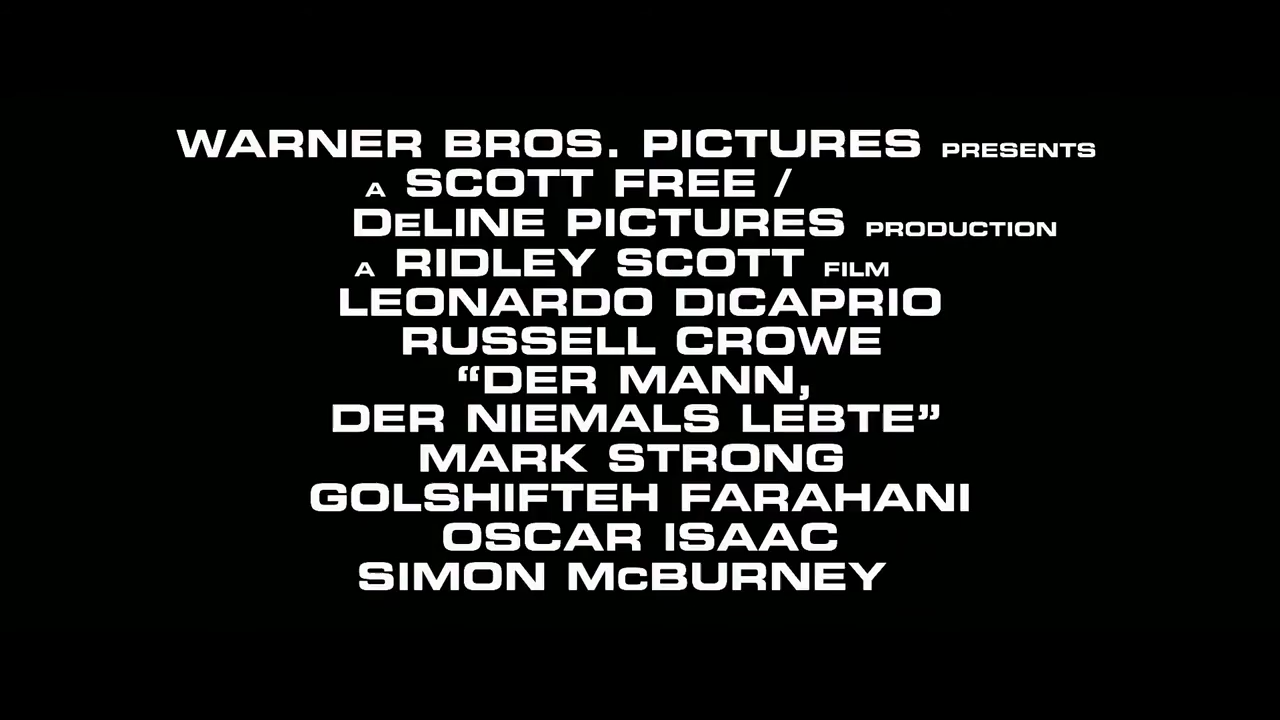 WARNER BROS. PICTURES PRESENTS
A SCOTT FREE /
DeLINE PICTURES PRODUCTION
A RIDLEY SCOTT FILM
LEONARDO DiCAPRIO
RUSSELL CROWE
“DER MANN,
DER NIEMALS LEBTE”
MARK STRONG
GOLSHIFTEH FARAHANI
OSCAR ISAAC
SIMON McBURNEY